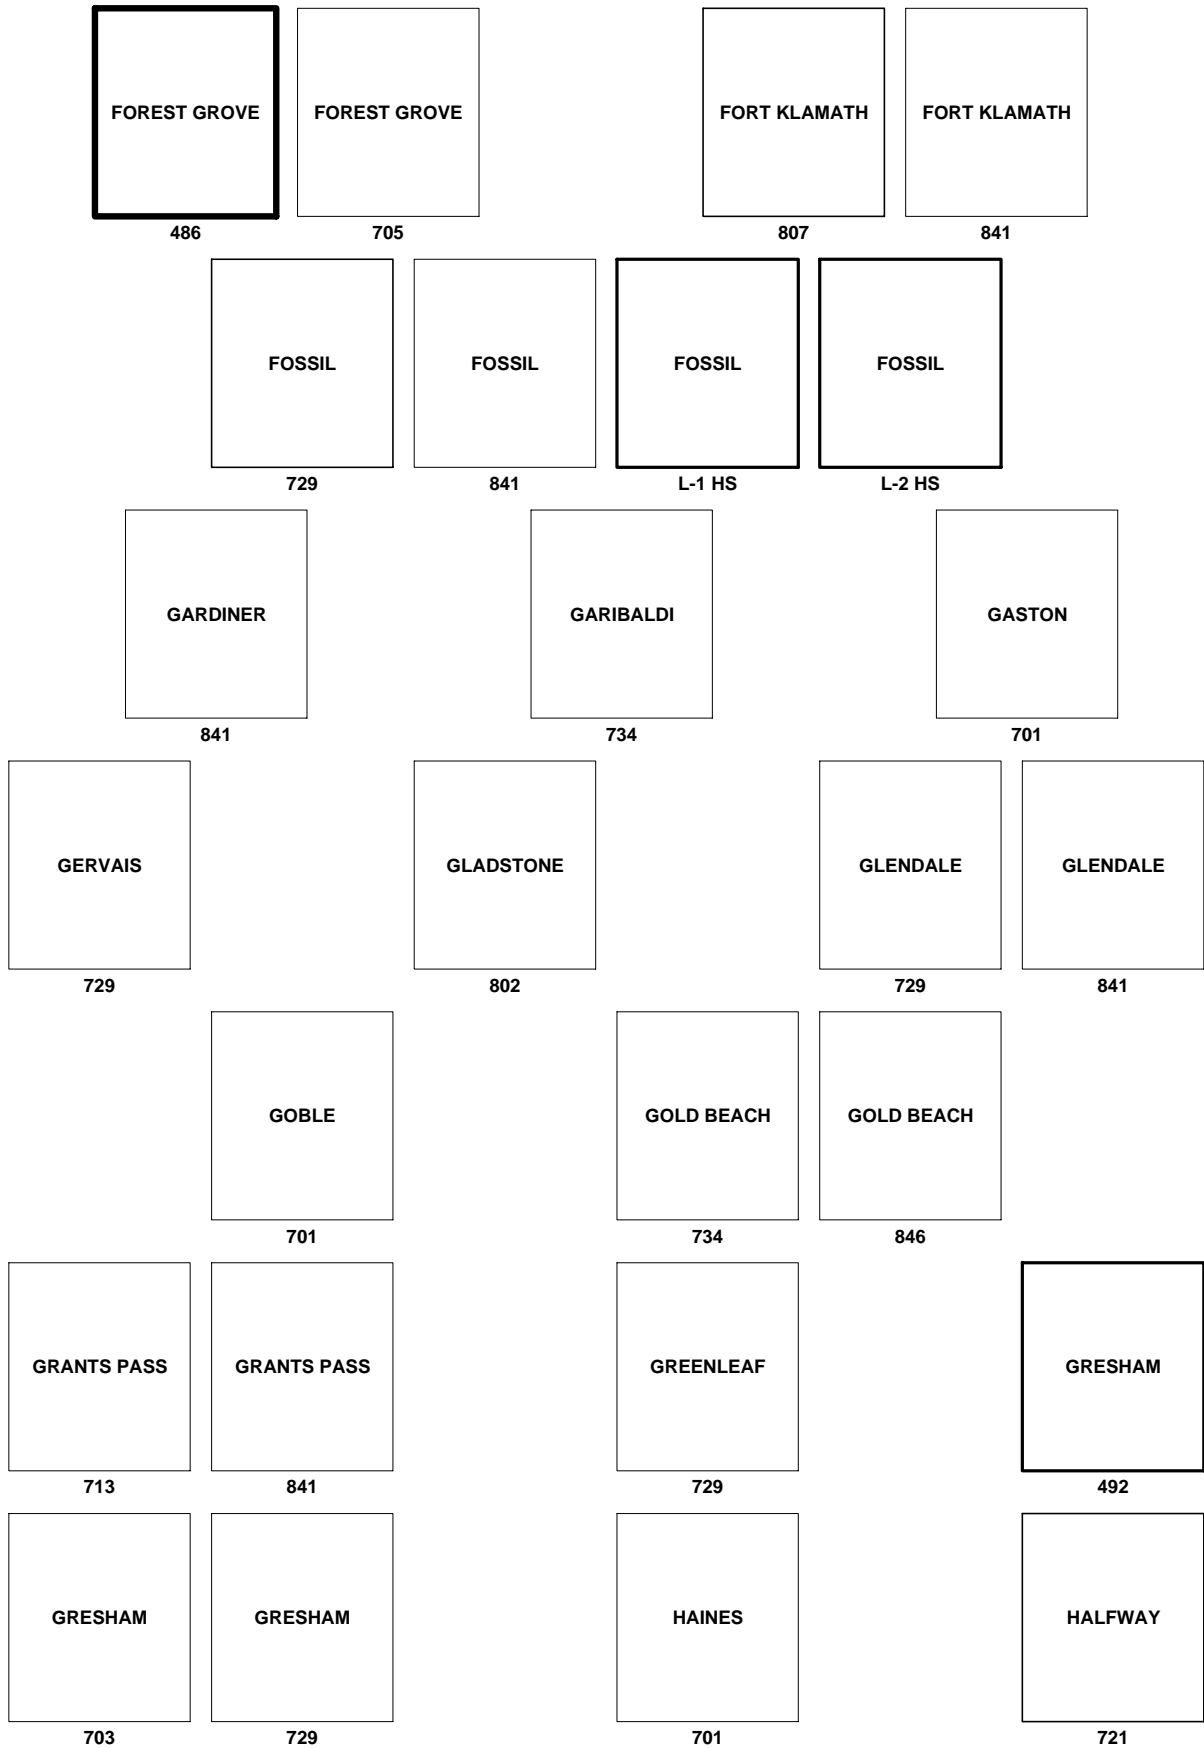 FOREST GROVE FOREST GROVE FORT KLAMATH FORT KLAMATH
486 705 807 841
FOSSIL FOSSIL FOSSIL FOSSIL
729 841 L-1 HS L-2 HS
GARDINER GARIBALDI GASTON
841 734 701
GERVAIS GLADSTONE GLENDALE GLENDALE
729 802 729 841
GOBLE GOLD BEACH GOLD BEACH
701 734 846
GRANTS PASS GRANTS PASS GREENLEAF GRESHAM
713 841 729 492
GRESHAM GRESHAM HAINES HALFWAY
703 729 701 721